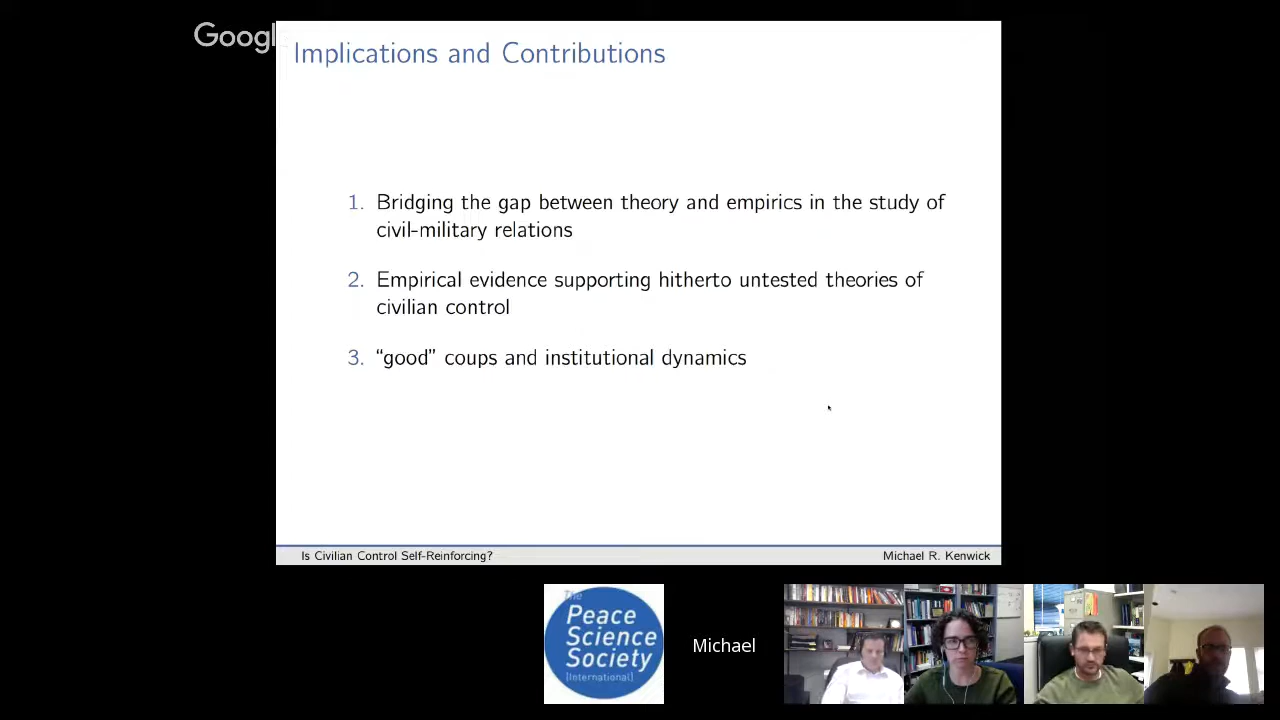 Google
Implications and Contributions
1. Bridging the gap between theory and empirics in the study of
civil-military relations
2. Empirical evidence supporting hitherto untested theories of
civilian control
3. “good” coups and institutional dynamics
Is Civilian Control Self-Reinforcing?
Michael R. Kenwick
The
Peace
Science
Society
[International]
Michael